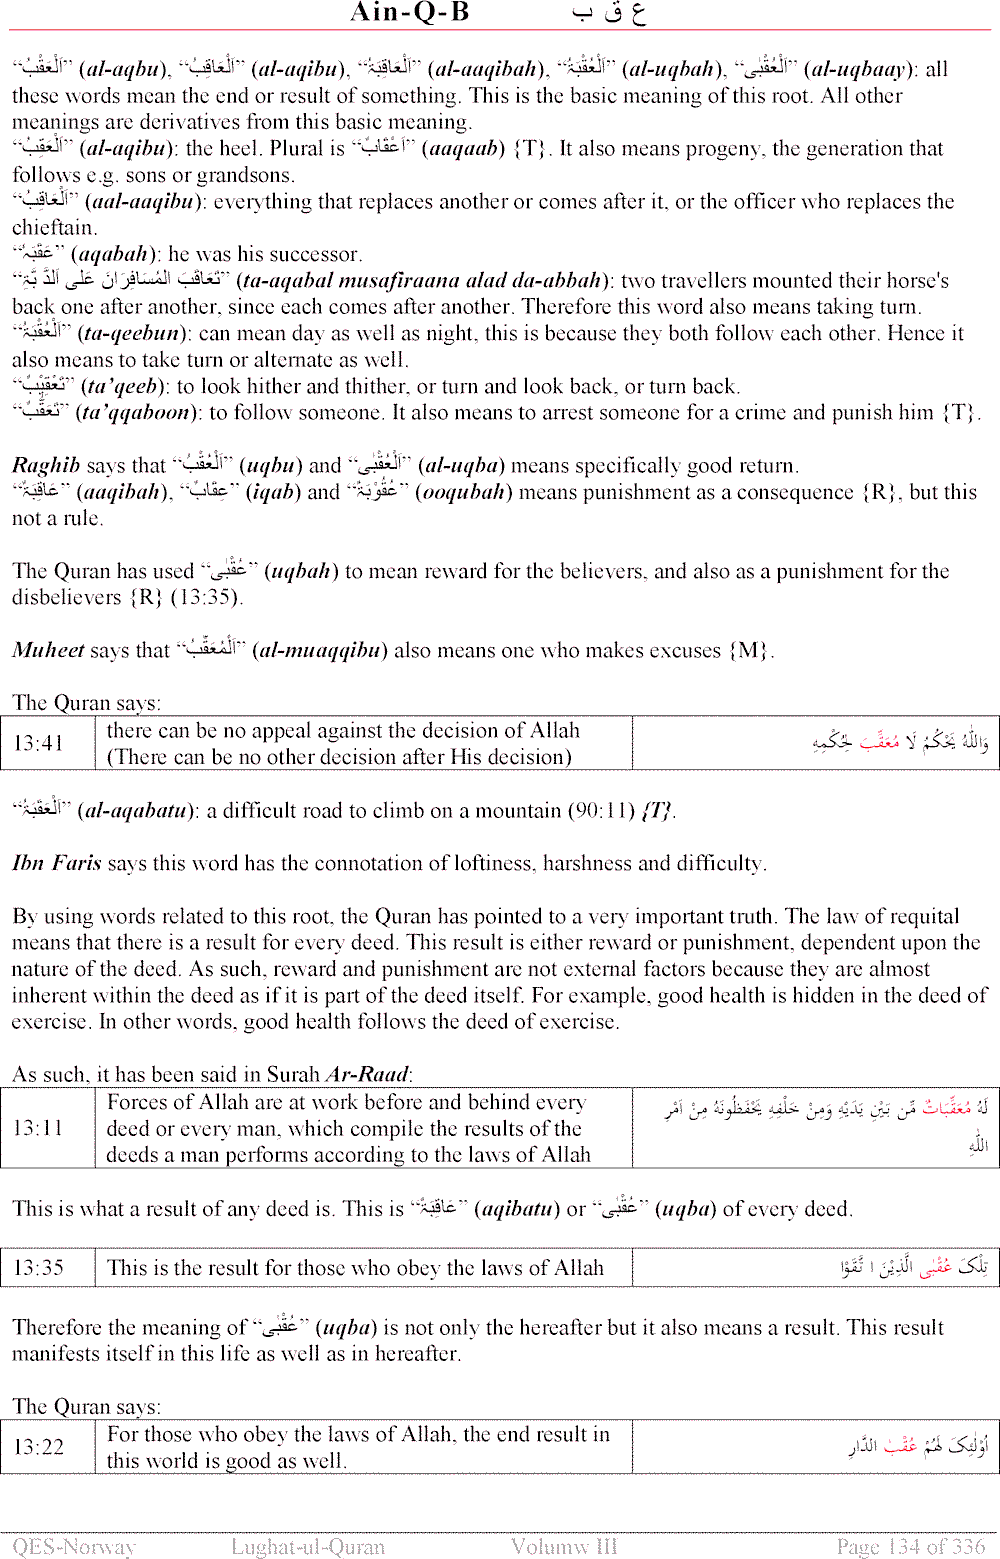 Ain-Q-B ع ق ب
“اَلْعَقْبُ” (al-aqbu), “اَلْعَاقِبُ” (al-aqibu), “اَلْعَاقِبَۃُ” (al-aaqibah), “اَلْعُقْبَۃُ” (al-uqbah), “اَلْعُقْبٰی” (al-uqbaay): all
these words mean the end or result of something. This is the basic meaning of this root. All other
meanings are derivatives from this basic meaning.
“اَلْعَقِبُ” (al-aqibu): the heel. Plural is “اَعْقَابٌ” (aaqaab) {T}. It also means progeny, the generation that
follows e.g. sons or grandsons.
“اَلْعَاقِبُ” (aal-aaqibu): everything that replaces another or comes after it, or the officer who replaces the
chieftain.
“عَقَبَہٗ” (aqabah): he was his successor.
“تَعَاقَبَ الْمُسَافِرَانَ عَلٰی الدَّ بَّۃِ” (ta-aqabal musafiraana alad da-abbah): two travellers mounted their horse's
back one after another, since each comes after another. Therefore this word also means taking turn.
“اَلْعُقْبَۃُ” (ta-qeebun): can mean day as well as night, this is because they both follow each other. Hence it
also means to take turn or alternate as well.
“تَعْقِیْبٌ” (ta’qeeb): to look hither and thither, or turn and look back, or turn back.
“تَعَقُّبٌ” (ta’qqaboon): to follow someone. It also means to arrest someone for a crime and punish him {T}.
Raghib says that “اَلْعُقْبُ” (uqbu) and “اَلْعُقْبٰی” (al-uqba) means specifically good return.
“عَاقِبَۃٌ” (aaqibah), “عِقَابٌ” (iqab) and “عُقُوْبَۃٌ” (ooqubah) means punishment as a consequence {R}, but this
not a rule.
The Quran has used “عُقْبٰی” (uqbah) to mean reward for the believers, and also as a punishment for the
disbelievers {R} (13:35).
Muheet says that “اَلْمُعَقِّبُ” (al-muaqqibu) also means one who makes excuses {M}.
The Quran says:
13:41 there can be no appeal against the decision of Allah وَاللّٰهُ يَحْكُمُ لَا مُعَقِّبَ لِحُكْمِهِ
(There can be no other decision after His decision)
“اَلْعَقَبَۃُ” (al-aqabatu): a difficult road to climb on a mountain (90:11) {T}.
Ibn Faris says this word has the connotation of loftiness, harshness and difficulty.
By using words related to this root, the Quran has pointed to a very important truth. The law of requital
means that there is a result for every deed. This result is either reward or punishment, dependent upon the
nature of the deed. As such, reward and punishment are not external factors because they are almost
inherent within the deed as if it is part of the deed itself. For example, good health is hidden in the deed of
exercise. In other words, good health follows the deed of exercise.
As such, it has been said in Surah Ar-Raad:
13:11 Forces of Allah are at work before and behind every لَهُ مُعَقِّبَاتٌ مِّن بَيْنِ يَدَيْهِ وَمِنْ خَلْفِهِ يَحْفَظُونَهُ مِنْ اَمْرِ
deed or every man, which compile the results of the
deeds a man performs according to the laws of Allah اللّٰهِ
This is what a result of any deed is. This is “عَاقِبَۃٌ” (aqibatu) or “عُقْبٰی” (uqba) of every deed.
13:35 This is the result for those who obey the laws of Allah تِلْکَ عُقْبٰی الَّذِیْنَ ا تَّقَوْا
Therefore the meaning of “عُقْبٰی” (uqba) is not only the hereafter but it also means a result. This result
manifests itself in this life as well as in hereafter.
The Quran says:
13:22 For those who obey the laws of Allah, the end result in اُوْلٰئِکَ لَهُمْ عُقْبٰ الدَّارِ
this world is good as well.
QES-Norway Lughat-ul-Quran Volumw III Page 134 of 336